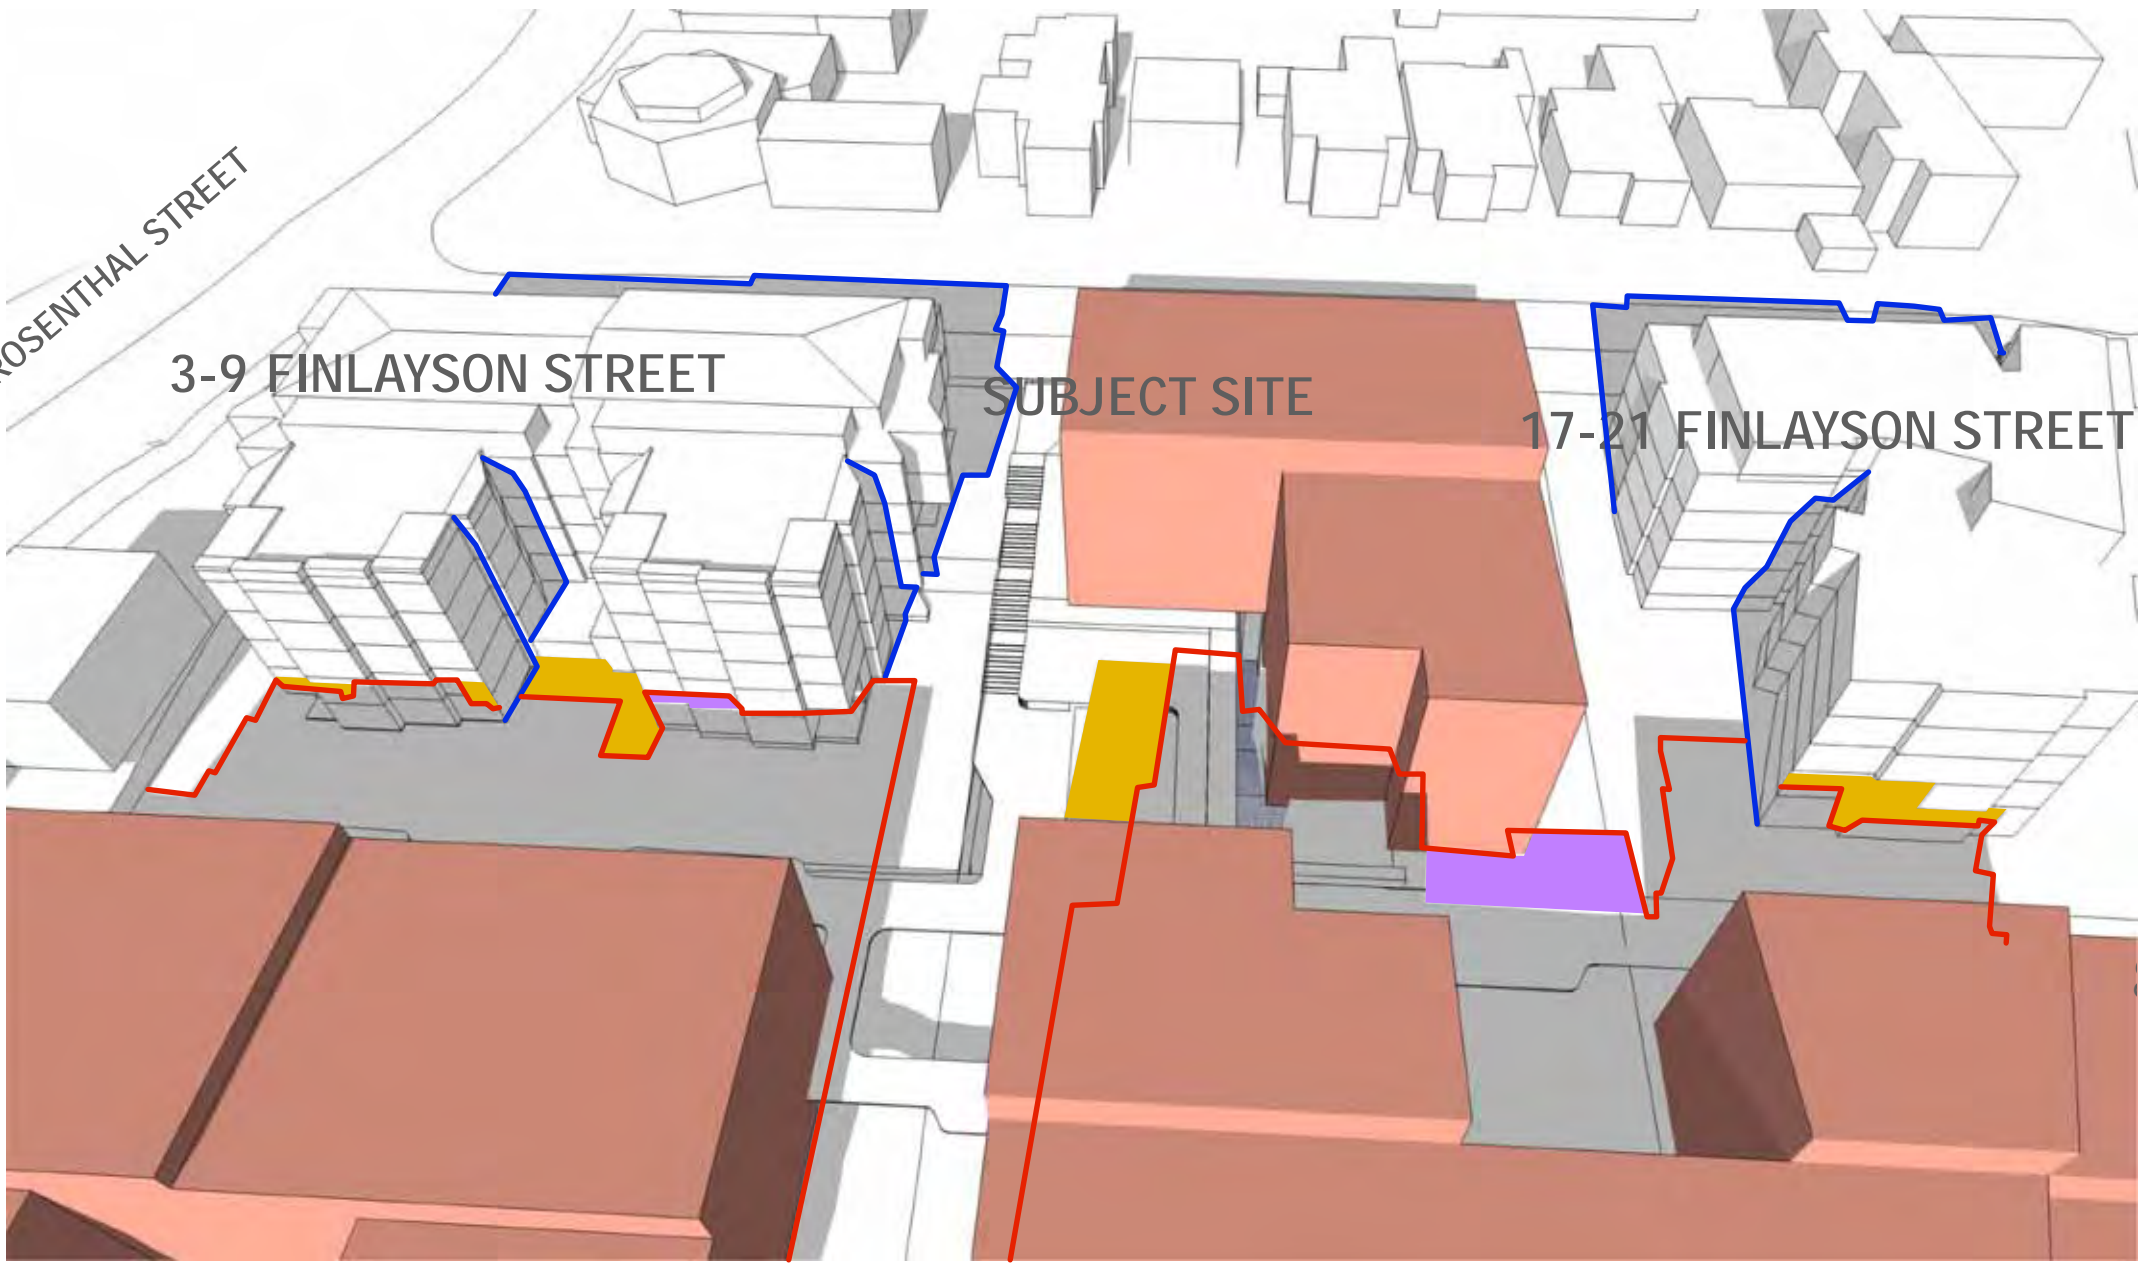 ROSENTHAL STREET
3-9 FINLAYSON STREET
SUBJECT SITE
17-21 FINLAYSON STREET